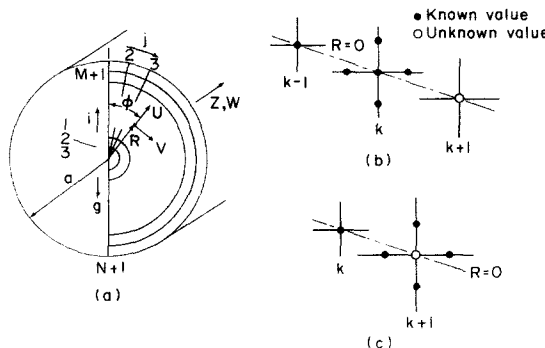 j
2 3
M+1
ϕ
U
i
R
V
Z,W
1
2
3
a
g
N+1
(a)
Known value
Unknown value
R=0
k-1
k
k+1
(b)
k
R=0
k+1
(c)